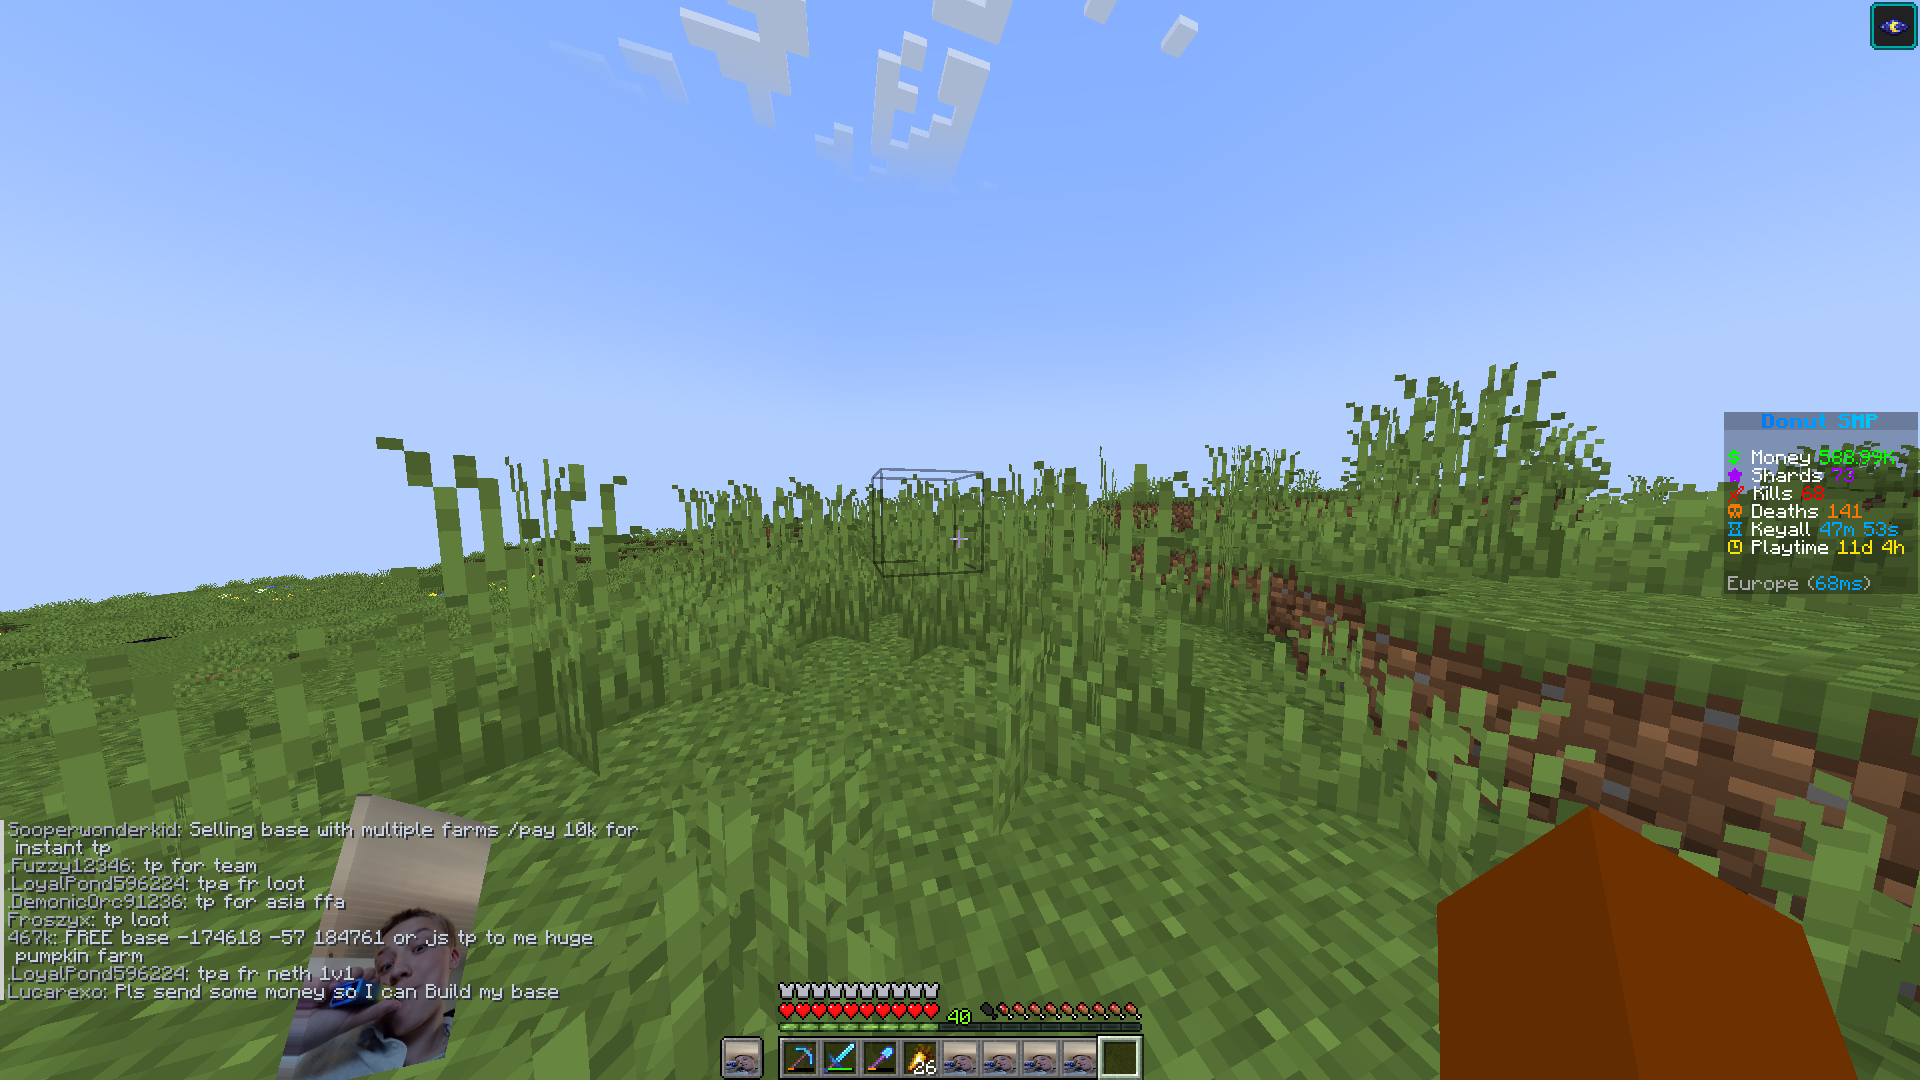 Donut SMP
$ Money 588.99K
Shards 73
Kills 68
Deaths 141
Keyall 47m 53s
Playtime 11d 4h
Europe (68ms)
Sooperwonderkid: Selling base with multiple farms /pay 10k for
instant tp
.Fuzzy12346: tp for team
.LoyalPond596224: tpa fr loot
.DemonicOrc91236: tp for asia ffa
Froszyx: tp loot
467k: FREE base -174618 -57 184761 or js tp to me huge
pumpkin farm
.LoyalPond596224: tpa fr neth 1v1
Lucarexo: Pls send some money so I can Build my base
40
26